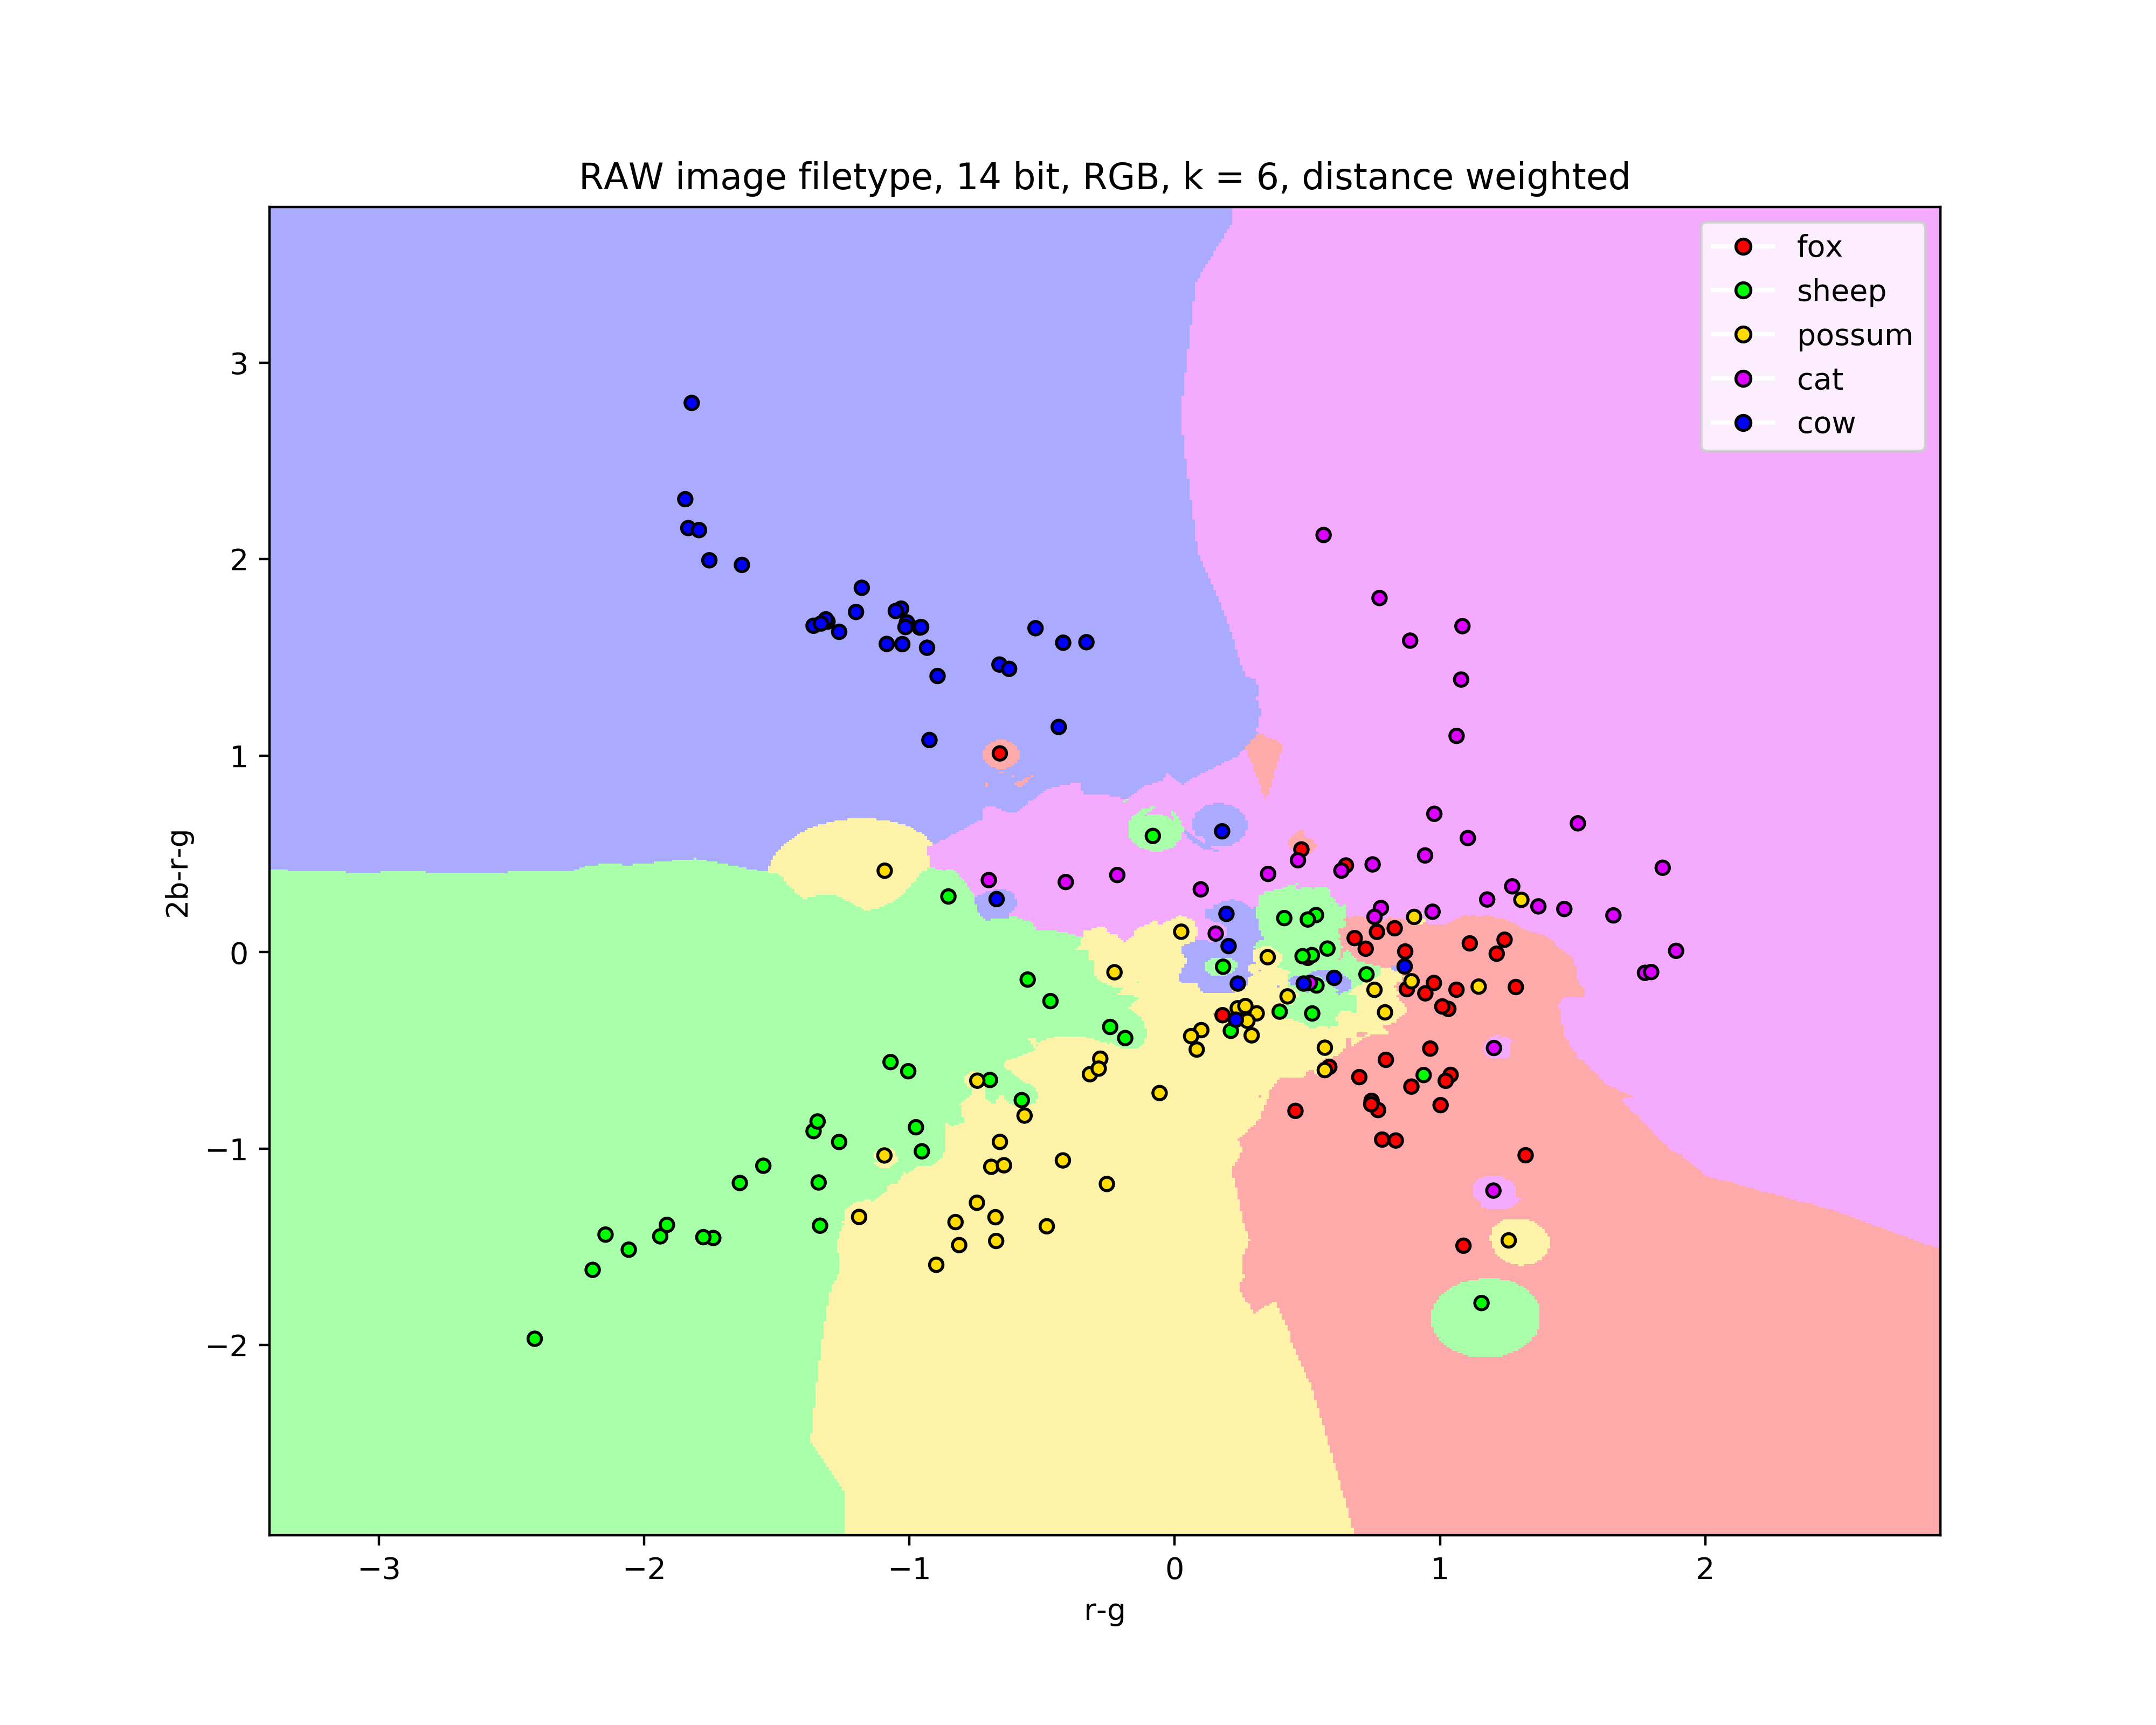 RAW image filetype, 14 bit, RGB, k = 6, distance weighted
fox
sheep
possum
cat
cow
3
2
1
0
−1
−2
2b-r-g
−3
−2
−1
0
1
2
r-g